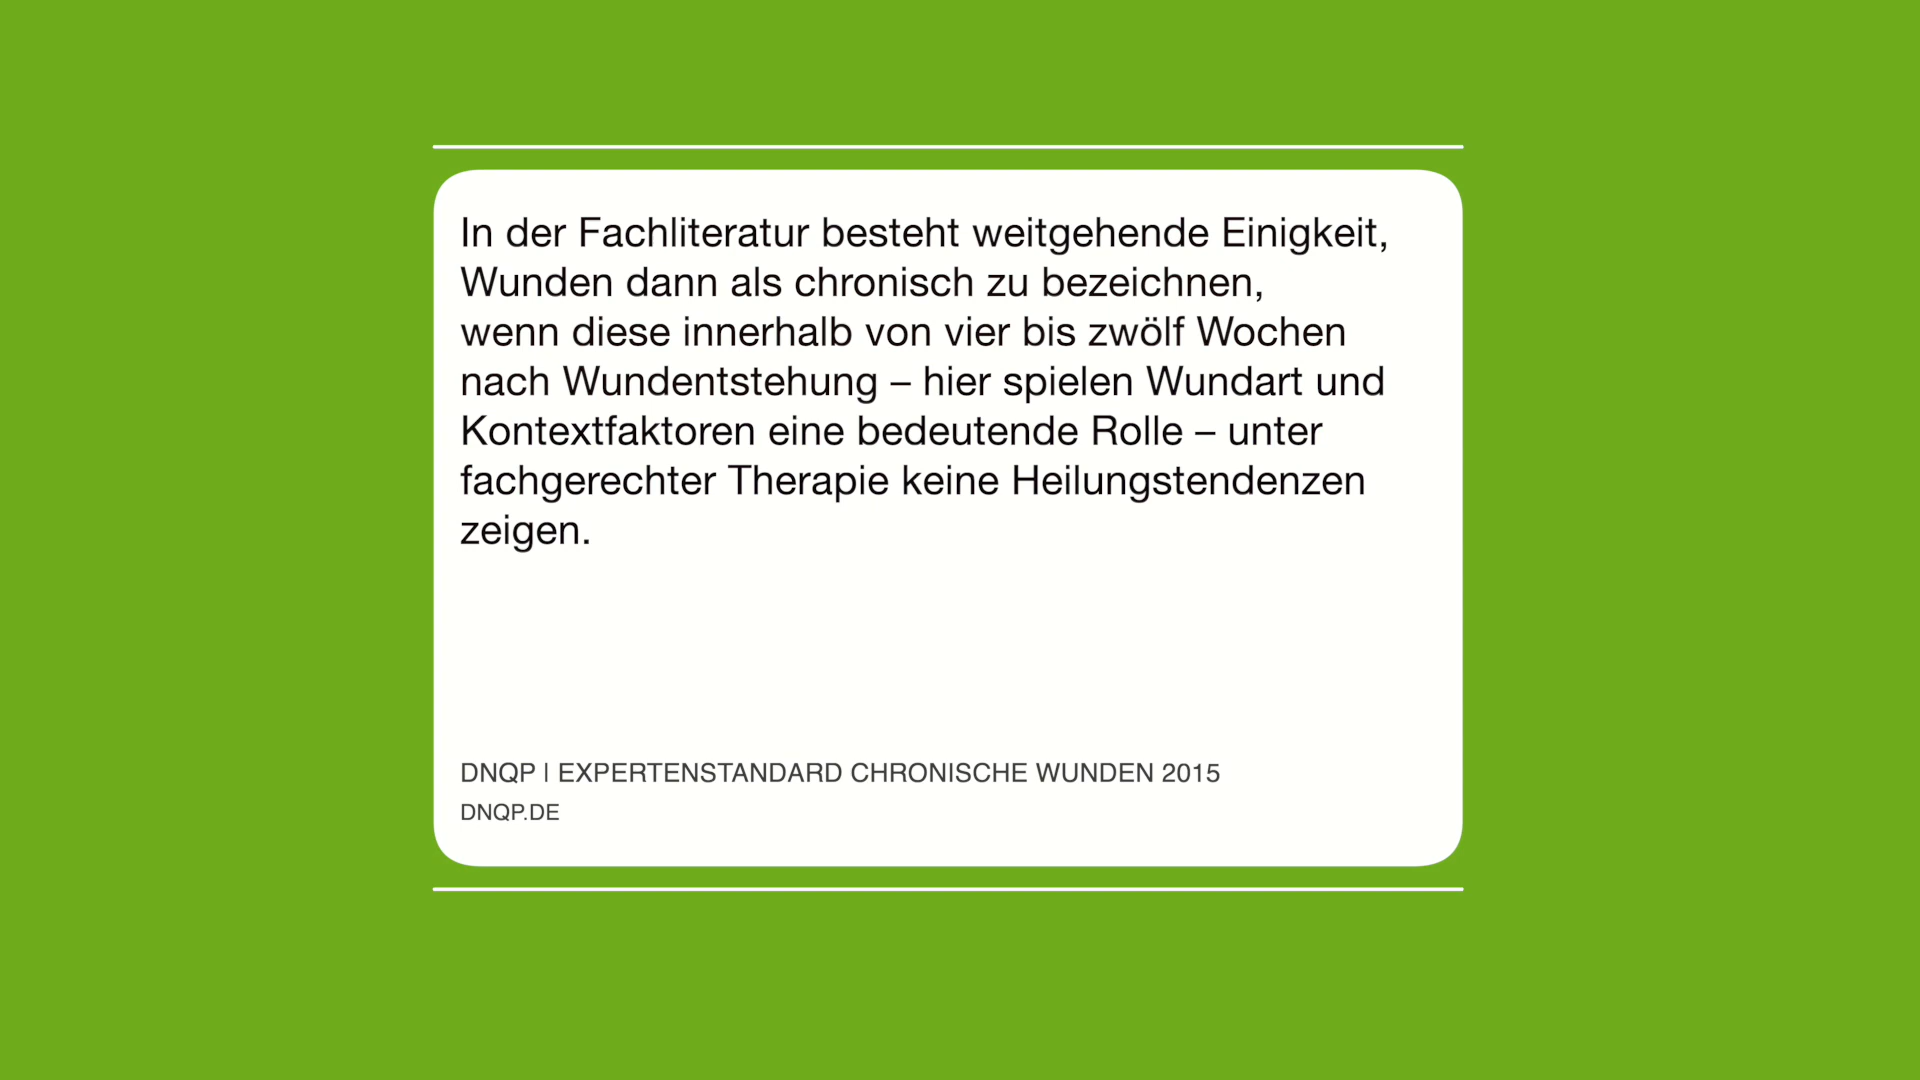 In der Fachliteratur besteht weitgehende Einigkeit,
Wunden dann als chronisch zu bezeichnen,
wenn diese innerhalb von vier bis zwölf Wochen
nach Wundentstehung – hier spielen Wundart und
Kontextfaktoren eine bedeutende Rolle – unter
fachgerechter Therapie keine Heilungstendenzen
zeigen.
DNQP | EXPERTENSTANDARD CHRONISCHE WUNDEN 2015
DNQP.DE